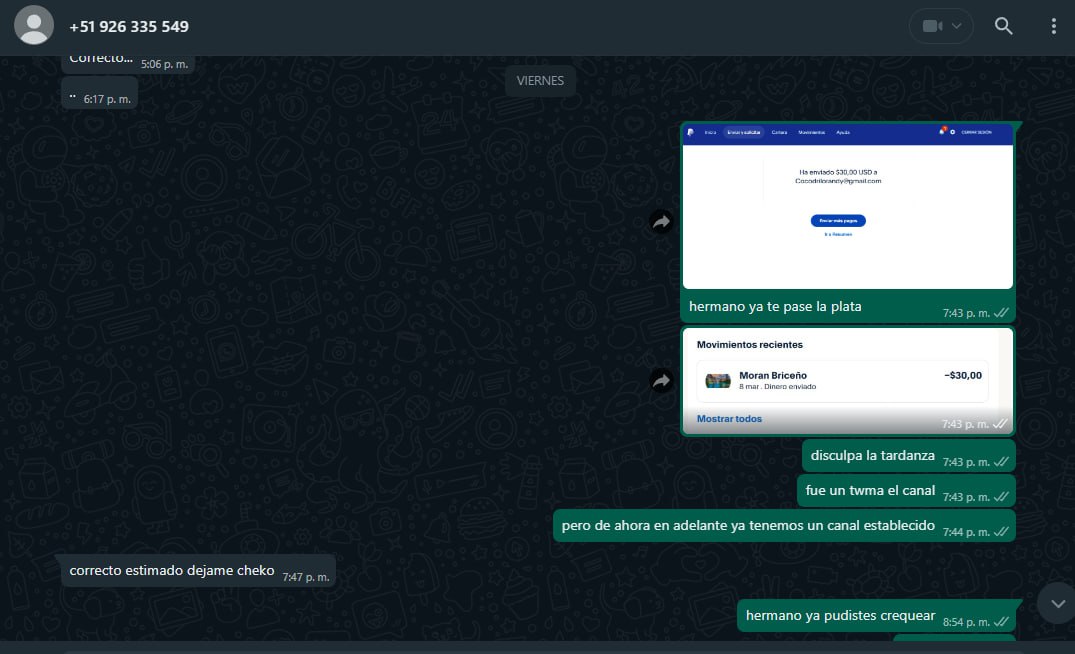 +51 926 335 549
Correcto... 5:06 p. m.
.. 6:17 p. m.
VIERNES
Inicio Enviar y solicitar Cartera Movimientos Ayuda CERRAR SESIÓN
Ha enviado $30,00 USD a
Cocodrilorandy@gmail.com
Enviar más pagos
Ir a Resumen
hermano ya te pase la plata 7:43 p. m.
Movimientos recientes
Moran Briceño −$30,00
8 mar . Dinero enviado
Mostrar todos 7:43 p. m.
disculpa la tardanza 7:43 p. m.
fue un twma el canal 7:43 p. m.
pero de ahora en adelante ya tenemos un canal establecido 7:44 p. m.
correcto estimado dejame cheko 7:47 p. m.
hermano ya pudistes crequear 8:54 p. m.